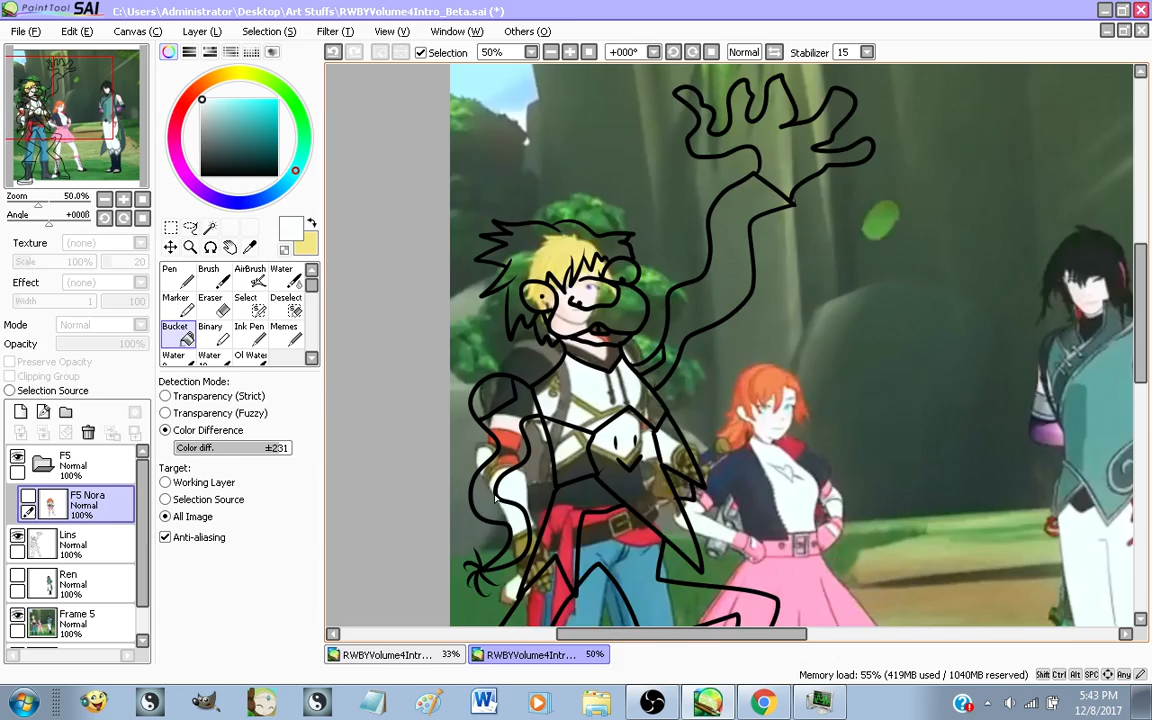 PaintTool SAI C:\Users\Administrator\Desktop\Art Stuffs\RWBYVolume4Intro_Beta.sai (*)
File (F) Edit (E) Canvas (C) Layer (L) Selection (S) Filter (T) View (V) Window (W) Others (O)
Selection 50% +000° Normal Stabilizer 15
Zoom 50.0%
Angle +000°
Texture (none)
Scale 100% 20
Effect (none)
Width 1 100
Mode Normal
Opacity 100%
Preserve Opacity
Clipping Group
Selection Source
F5
Normal
100%
F5 Nora
Normal
100%
Lins
Normal
100%
Ren
Normal
100%
Frame 5
Normal
100%
Pen Brush AirBrush Water
Marker Eraser Select Deselect
Bucket Binary Ink Pen Memes
Water Water Ol Water
Detection Mode:
Transparency (Strict)
Transparency (Fuzzy)
Color Difference
Color diff. ±231
Target:
Working Layer
Selection Source
All Image
Anti-aliasing
RWBYVolume4Intr... 33% RWBYVolume4Intr... 50%
Memory load: 55% (419MB used / 1040MB reserved) Shift Ctrl Alt SPC Any
5:43 PM
12/8/2017